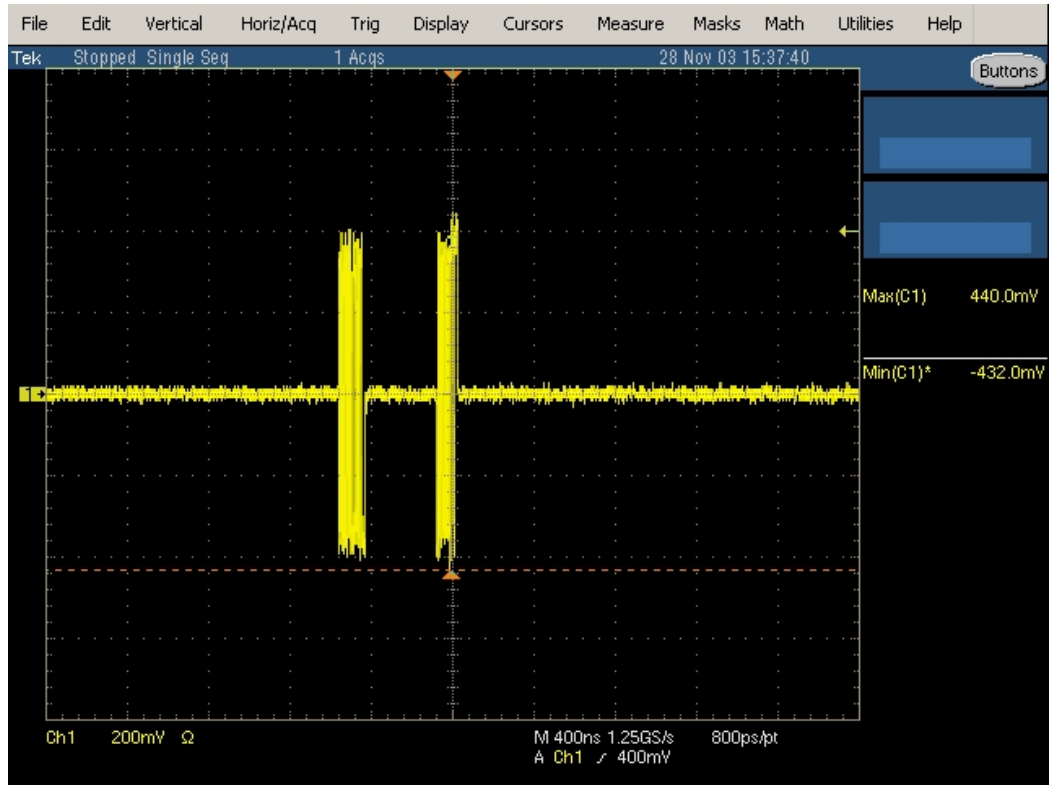 File Edit Vertical Horiz/Acq Trig Display Cursors Measure Masks Math Utilities Help
Tek Stopped Single Seq 1 Acqs 28 Nov 03 15:37:40
Buttons
Max(C1) 440.0mV
1
Min(C1)* -432.0mV
Ch1 200mV Ω M 400ns 1.25GS/s 800ps/pt
A Ch1 ⁄ 400mV